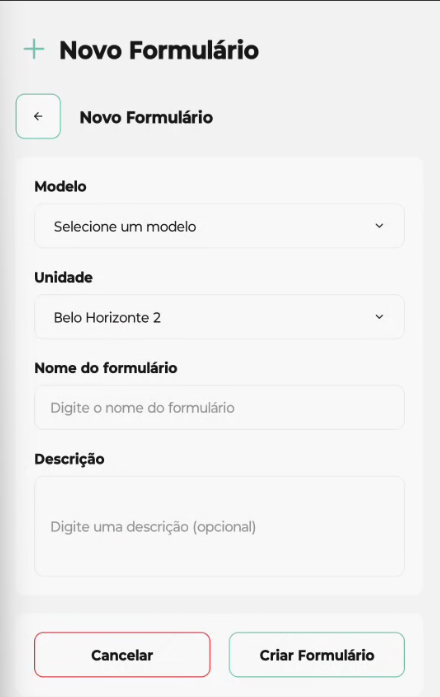 Novo Formulário
Novo Formulário
Modelo
Selecione um modelo
Unidade
Belo Horizonte 2
Nome do formulário
Digite o nome do formulário
Descrição
Digite uma descrição (opcional)
Cancelar
Criar Formulário